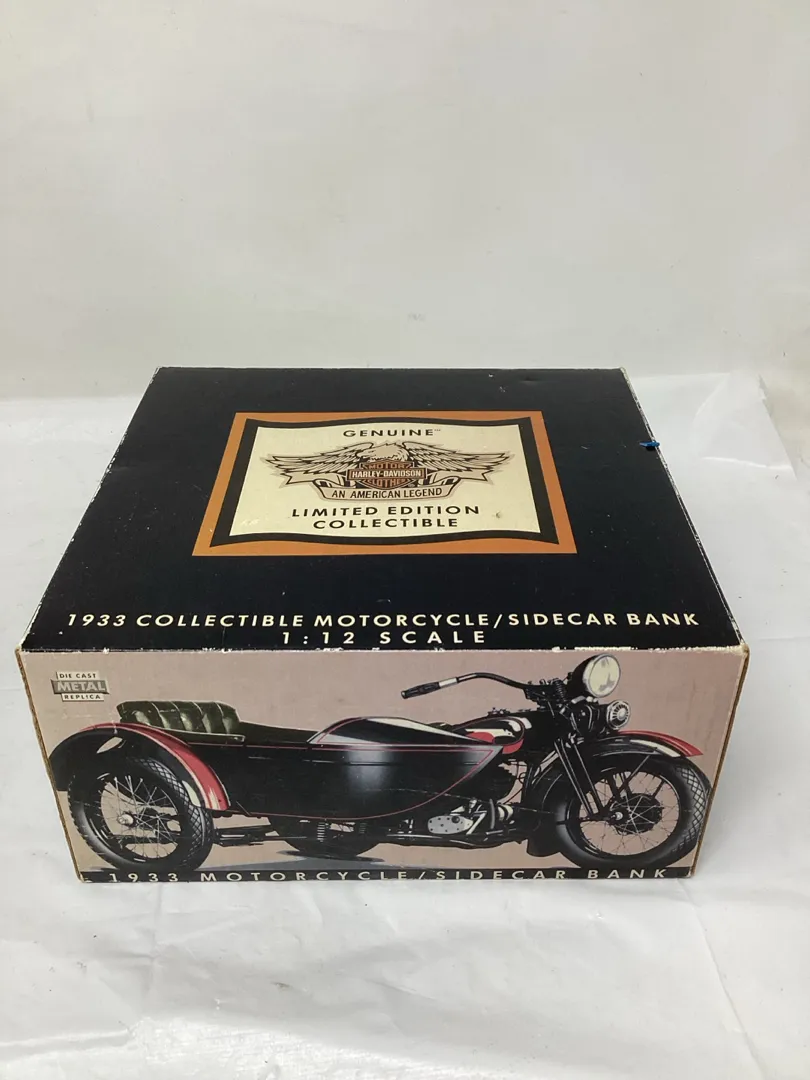 GENUINE™
MOTOR
HARLEY-DAVIDSON
CLOTHES
AN AMERICAN LEGEND
LIMITED EDITION
COLLECTIBLE
1933 COLLECTIBLE MOTORCYCLE/SIDECAR BANK
1:12 SCALE
DIE CAST
METAL
REPLICA
1933 MOTORCYCLE/SIDECAR BANK